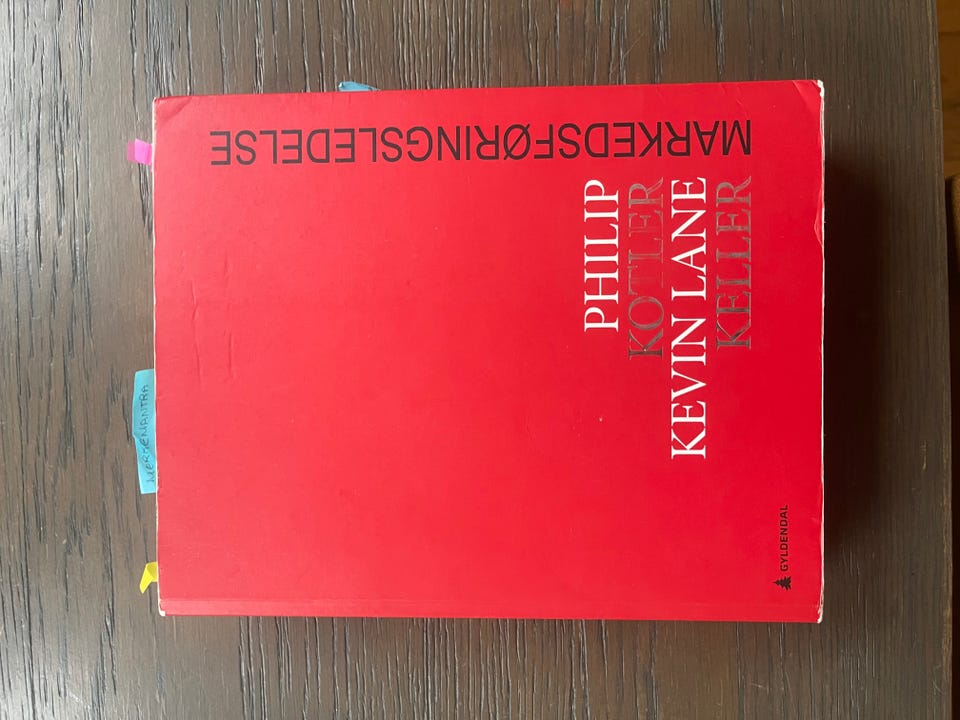 MARKEDSFØRINGSLEDELSE
PHILIP
KOTLER
KEVIN LANE
KELLER
GYLDENDAL
MERKEMANTRA